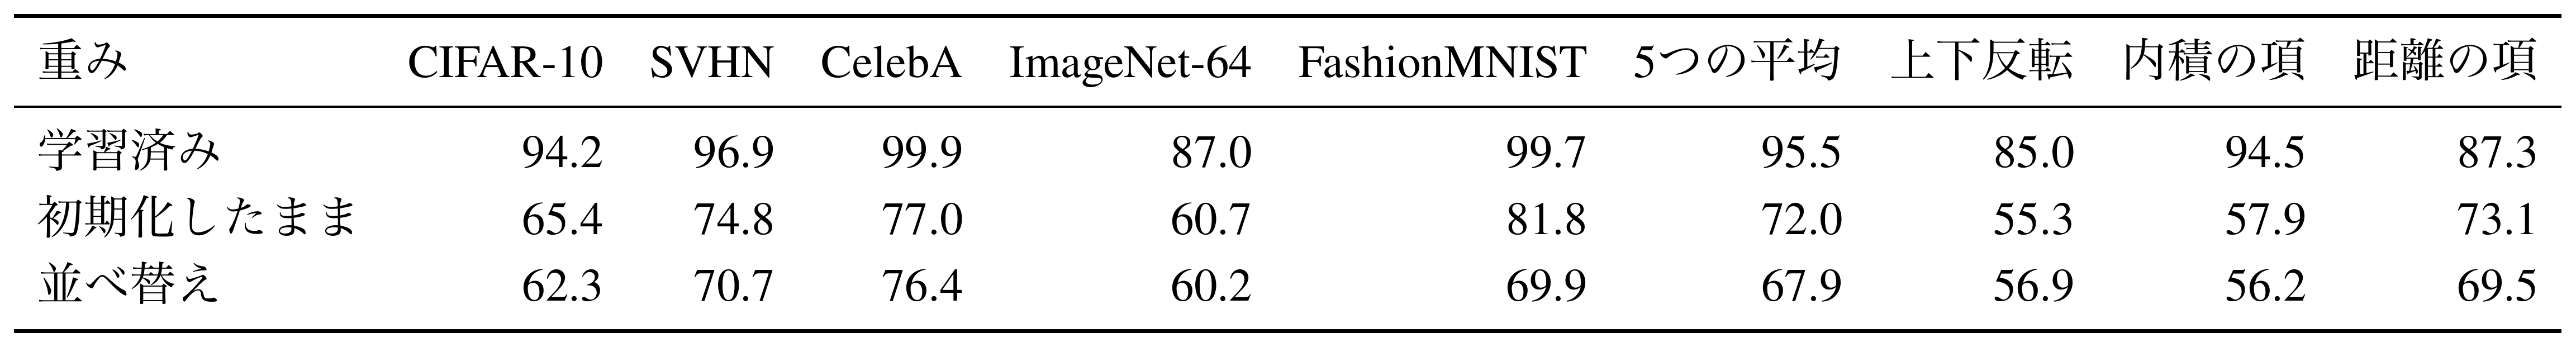 重み CIFAR-10 SVHN CelebA ImageNet-64 FashionMNIST 5つの平均 上下反転 内積の項 距離の項
学習済み 94.2 96.9 99.9 87.0 99.7 95.5 85.0 94.5 87.3
初期化したまま 65.4 74.8 77.0 60.7 81.8 72.0 55.3 57.9 73.1
並べ替え 62.3 70.7 76.4 60.2 69.9 67.9 56.9 56.2 69.5